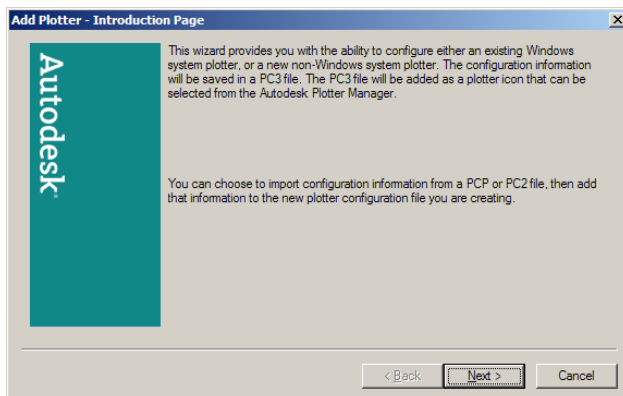 Add Plotter - Introduction Page
Autodesk
This wizard provides you with the ability to configure either an existing Windows
system plotter, or a new non-Windows system plotter. The configuration information
will be saved in a PC3 file. The PC3 file will be added as a plotter icon that can be
selected from the Autodesk Plotter Manager.
You can choose to import configuration information from a PCP or PC2 file, then add
that information to the new plotter configuration file you are creating.
< Back
Next >
Cancel